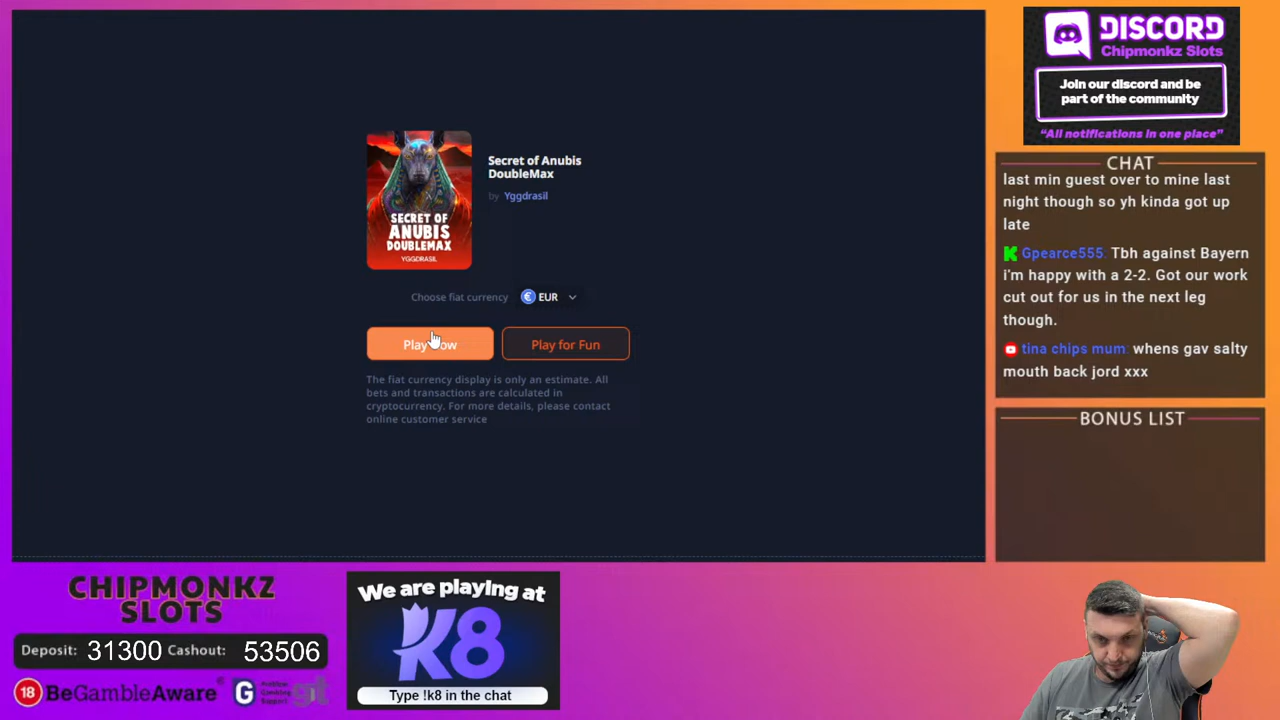 Secret of Anubis
DoubleMax
by Yggdrasil
SECRET OF
ANUBIS
DOUBLEMAX
YGGDRASIL
Choose fiat currency € EUR
Play Now
Play for Fun
The fiat currency display is only an estimate. All
bets and transactions are calculated in
cryptocurrency. For more details, please contact
online customer service
DISCORD
Chipmonkz Slots
Join our discord and be
part of the community
“All notifications in one place”
CHAT
last min guest over to mine last
night though so yh kinda got up
late
Gpearce555: Tbh against Bayern
i'm happy with a 2-2. Got our work
cut out for us in the next leg
though.
tina chips mum: whens gav salty
mouth back jord xxx
BONUS LIST
CHIPMONKZ
SLOTS
Deposit: 31300 Cashout: 53506
18 BeGambleAware
We are playing at
K8
Type !k8 in the chat